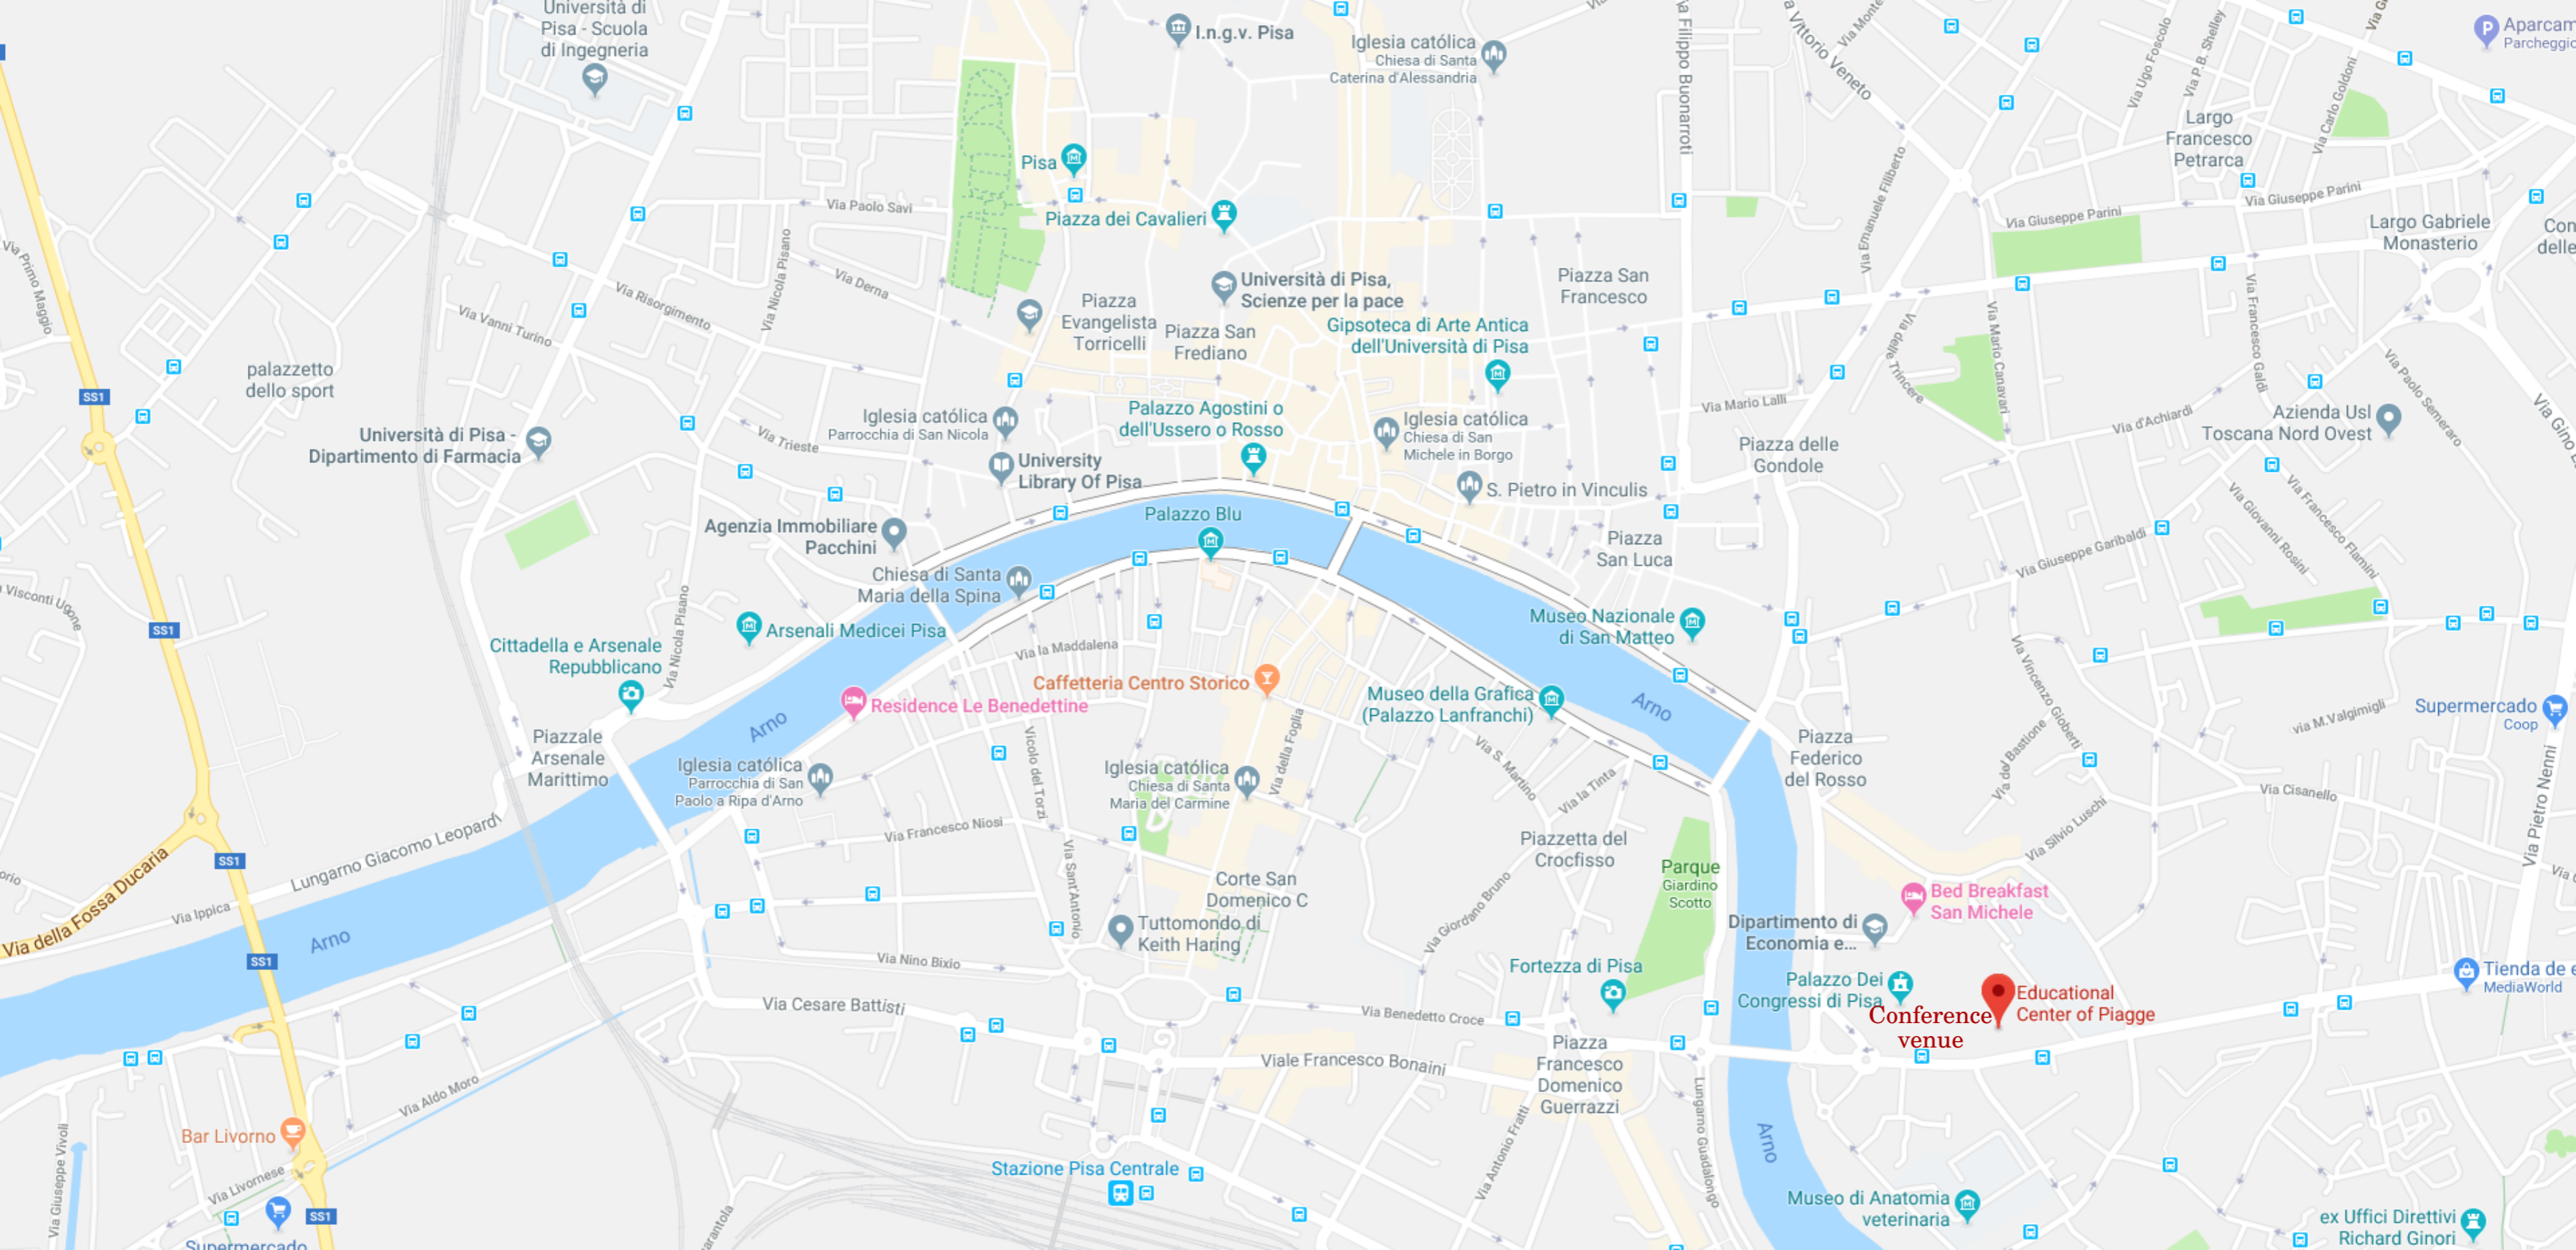 Università di
Pisa - Scuola
di Ingegneria
I.n.g.v. Pisa
Iglesia católica
Chiesa di Santa
Caterina d'Alessandria
Via Filippo Buonarroti
Via Vittorio Veneto
Via Ugo Foscolo
Via P.B. Shelley
Via Carlo Goldoni
Largo
Francesco
Petrarca
Pisa
Via Paolo Savi
Piazza dei Cavalieri
Via Giuseppe Parini
Via Giuseppe Parini
Largo Gabriele
Monasterio
Via Emanuele Filiberto
Via Primo Maggio
Via Nicola Pisano
Via Derna
Via Risorgimento
Via Vanni Turino
Piazza
Evangelista
Torricelli
Università di Pisa,
Scienze per la pace
Piazza San
Frediano
Piazza San
Francesco
Gipsoteca di Arte Antica
dell'Università di Pisa
Via delle Trincere
Via Mario Canavari
Via Francesco Galdi
Via Paolo Semeraro
palazzetto
dello sport
SS1
Università di Pisa -
Dipartimento di Farmacia
Iglesia católica
Parrocchia di San Nicola
Palazzo Agostini o
dell'Ussero o Rosso
Iglesia católica
Chiesa di San
Michele in Borgo
Via Mario Lalli
Piazza delle
Gondole
Via d'Achiardi
Azienda Usl
Toscana Nord Ovest
Via Trieste
University
Library Of Pisa
S. Pietro in Vinculis
Via Giovanni Rosini
Via Francesco Flamini
Agenzia Immobiliare
Pacchini
Palazzo Blu
Piazza
San Luca
Via Giuseppe Garibaldi
Chiesa di Santa
Maria della Spina
Visconti Ugone
SS1
Arsenali Medicei Pisa
Cittadella e Arsenale
Repubblicano
Via Nicola Pisano
Via la Maddalena
Museo Nazionale
di San Matteo
Via Vincenzo Gioberti
Caffetteria Centro Storico
Residence Le Benedettine
Museo della Grafica
(Palazzo Lanfranchi)
Arno
Arno
Supermercado
Coop
via M.Valgimigli
Piazzale
Arsenale
Marittimo
Vicolo del Torzi
Via della Foglia
Via S. Martino
Piazza
Federico
del Rosso
Via del Bastione
Iglesia católica
Parrocchia di San
Paolo a Ripa d'Arno
Iglesia católica
Chiesa di Santa
Maria del Carmine
Via la Tinta
Via Cisanello
Via Pietro Nenni
Via Francesco Niosi
Via Silvio Luschi
Lungarno Giacomo Leopardi
SS1
Piazzetta del
Crocfisso
Parque
Giardino
Scotto
Via Sant'Antonio
Corte San
Domenico C
Via Giordano Bruno
Bed Breakfast
San Michele
Via della Fossa Ducaria
Via Ippica
Arno
SS1
Tuttomondo di
Keith Haring
Dipartimento di
Economia e...
Via Nino Bixio
Fortezza di Pisa
Palazzo Dei
Congressi di Pisa
Educational
Center of Piagge
Conference
venue
Tienda de e
MediaWorld
Via Cesare Battisti
Via Benedetto Croce
Viale Francesco Bonaini
Piazza
Francesco
Domenico
Guerrazzi
Via Aldo Moro
Bar Livorno
Lungarno Guadalongo
Arno
Via Antonio Fratti
Via Giuseppe Vivoli
Via Livornese
Stazione Pisa Centrale
SS1
Supermercado
Museo di Anatomia
veterinaria
ex Uffici Direttivi
Richard Ginori